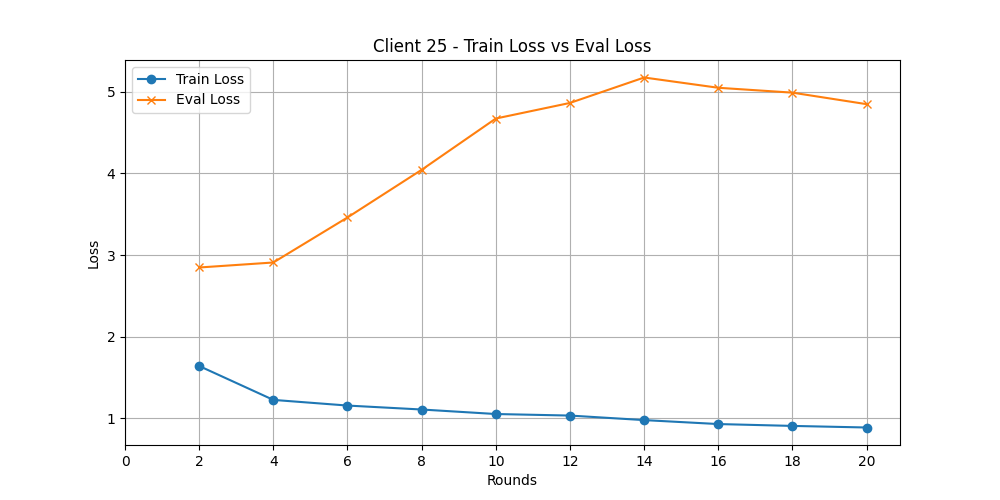 Client 25 - Train Loss vs Eval Loss
Train Loss
Eval Loss
5
4
3
2
1
Loss
0 2 4 6 8 10 12 14 16 18 20
Rounds